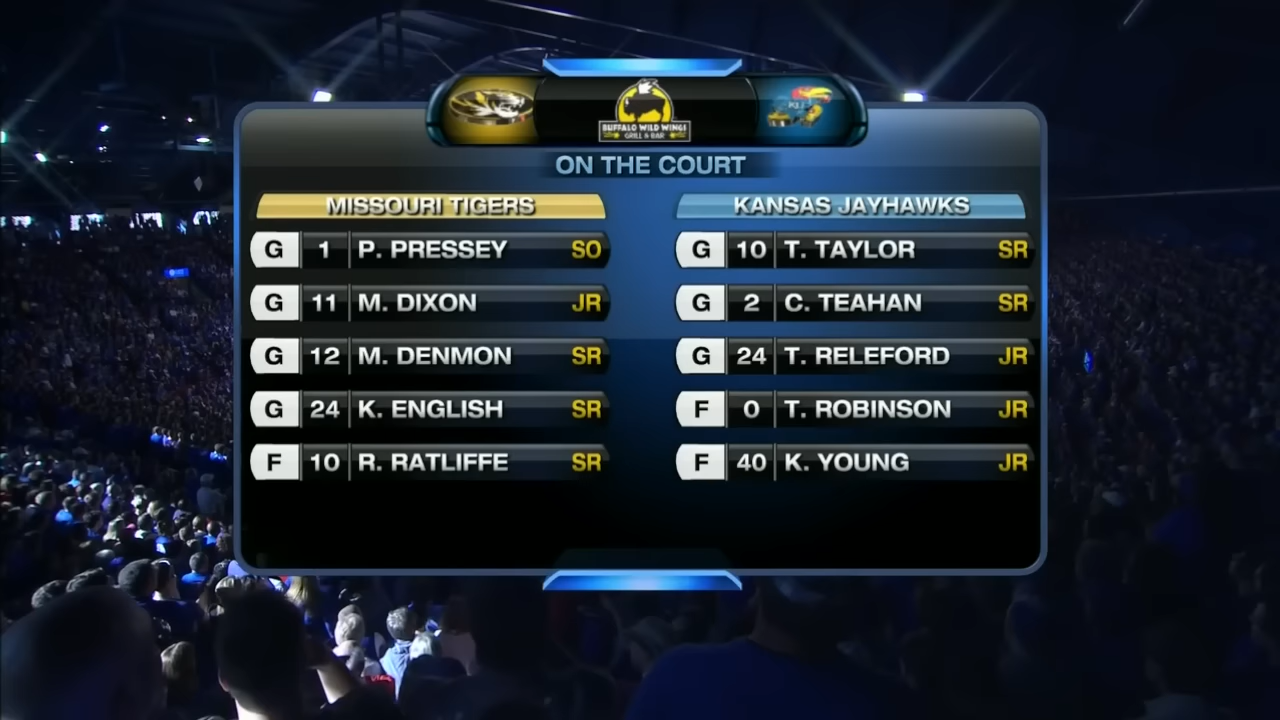 BUFFALO WILD WINGS
GRILL & BAR
KU
ON THE COURT
MISSOURI TIGERS
G 1 P. PRESSEY SO
G 11 M. DIXON JR
G 12 M. DENMON SR
G 24 K. ENGLISH SR
F 10 R. RATLIFFE SR
KANSAS JAYHAWKS
G 10 T. TAYLOR SR
G 2 C. TEAHAN SR
G 24 T. RELEFORD JR
F 0 T. ROBINSON JR
F 40 K. YOUNG JR